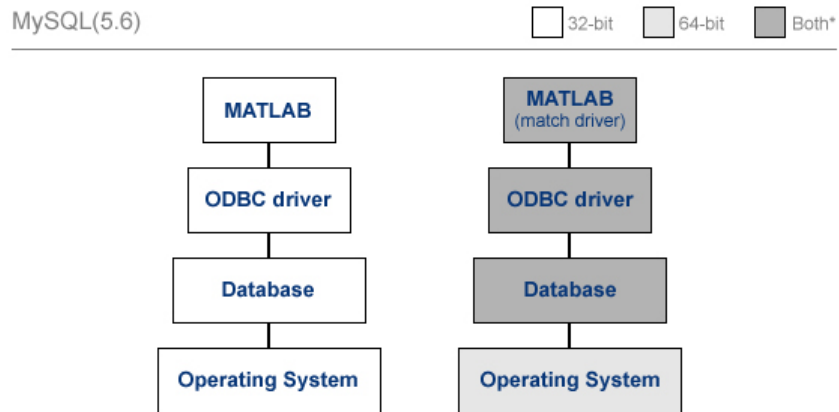 MySQL(5.6)
32-bit
64-bit
Both*
MATLAB
ODBC driver
Database
Operating System
MATLAB
(match driver)
ODBC driver
Database
Operating System